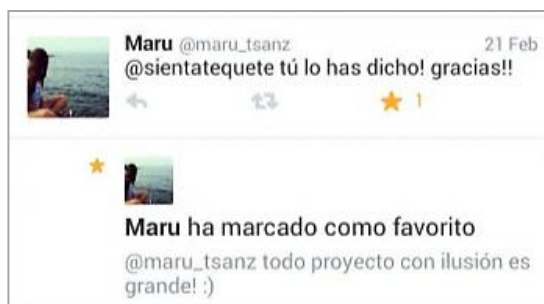 Maru @maru_tsanz 21 Feb
@sientatequete tú lo has dicho! gracias!!
1
Maru ha marcado como favorito
@maru_tsanz todo proyecto con ilusión es
grande! :)